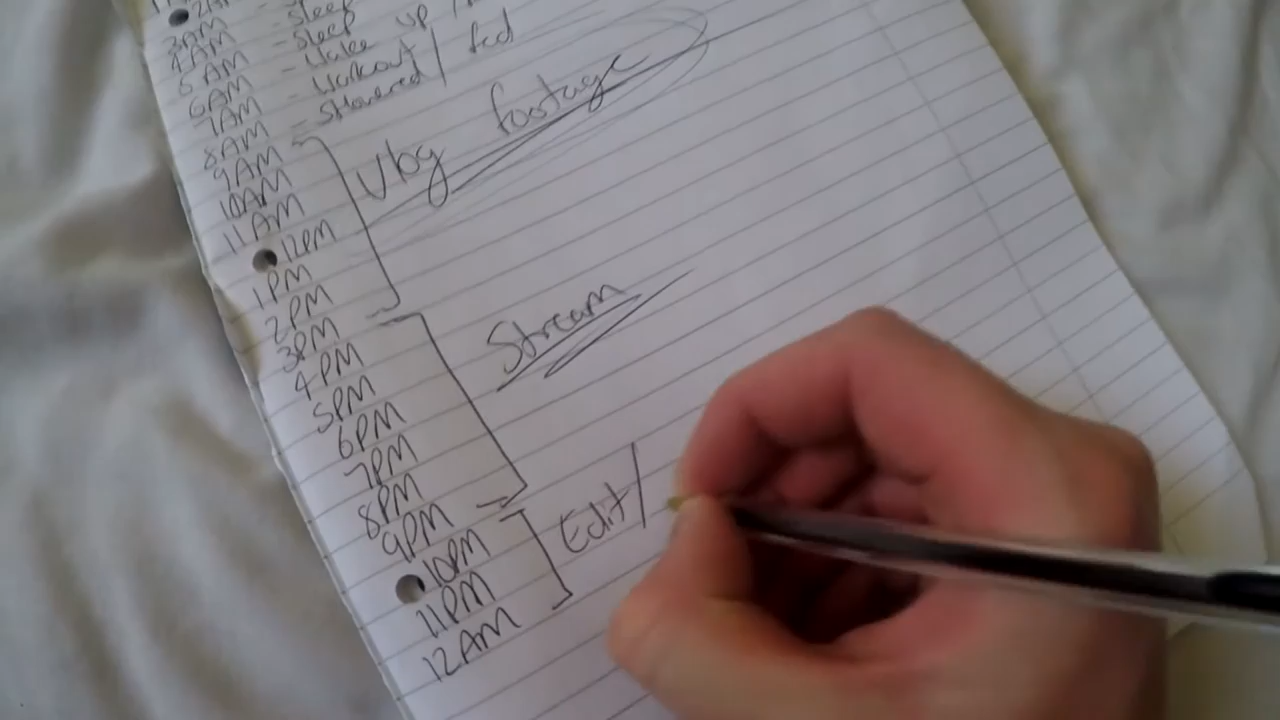 2AM - Sleep
3AM - Sleep
4AM - Wake up /
5AM - Workout / fed
6AM - Showered
7AM
8AM
9AM Vlog footage
10AM
11AM
12PM
1PM
2PM
3PM
4PM Stream
5PM
6PM
7PM
8PM
9PM
10PM Edit/
11PM
12AM